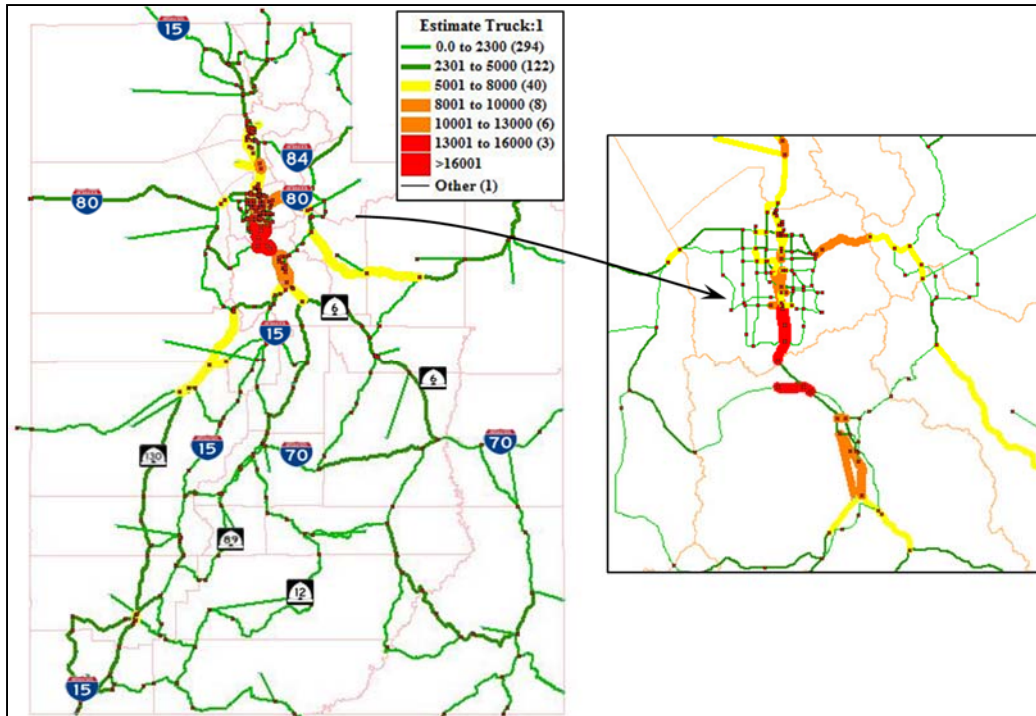 15
Estimate Truck:1
0.0 to 2300 (294)
2301 to 5000 (122)
5001 to 8000 (40)
8001 to 10000 (8)
10001 to 13000 (6)
13001 to 16000 (3)
>16001
Other (1)
84
80
80
6
15
6
15
70
70
130
89
12
15